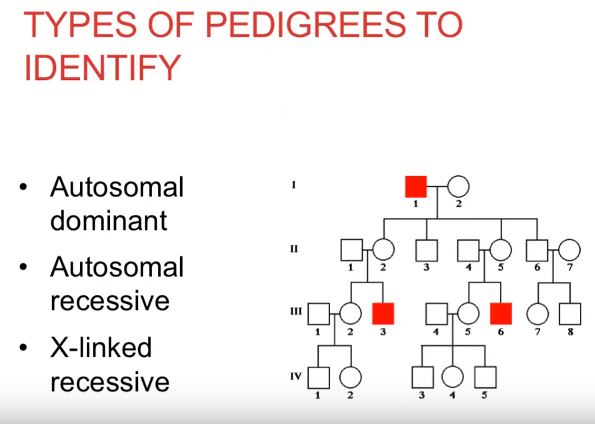 TYPES OF PEDIGREES TO
IDENTIFY
• Autosomal
dominant
• Autosomal
recessive
• X-linked
recessive
I
1 2
II
1 2 3 4 5 6 7
III
1 2 3 4 5 6 7 8
IV
1 2 3 4 5